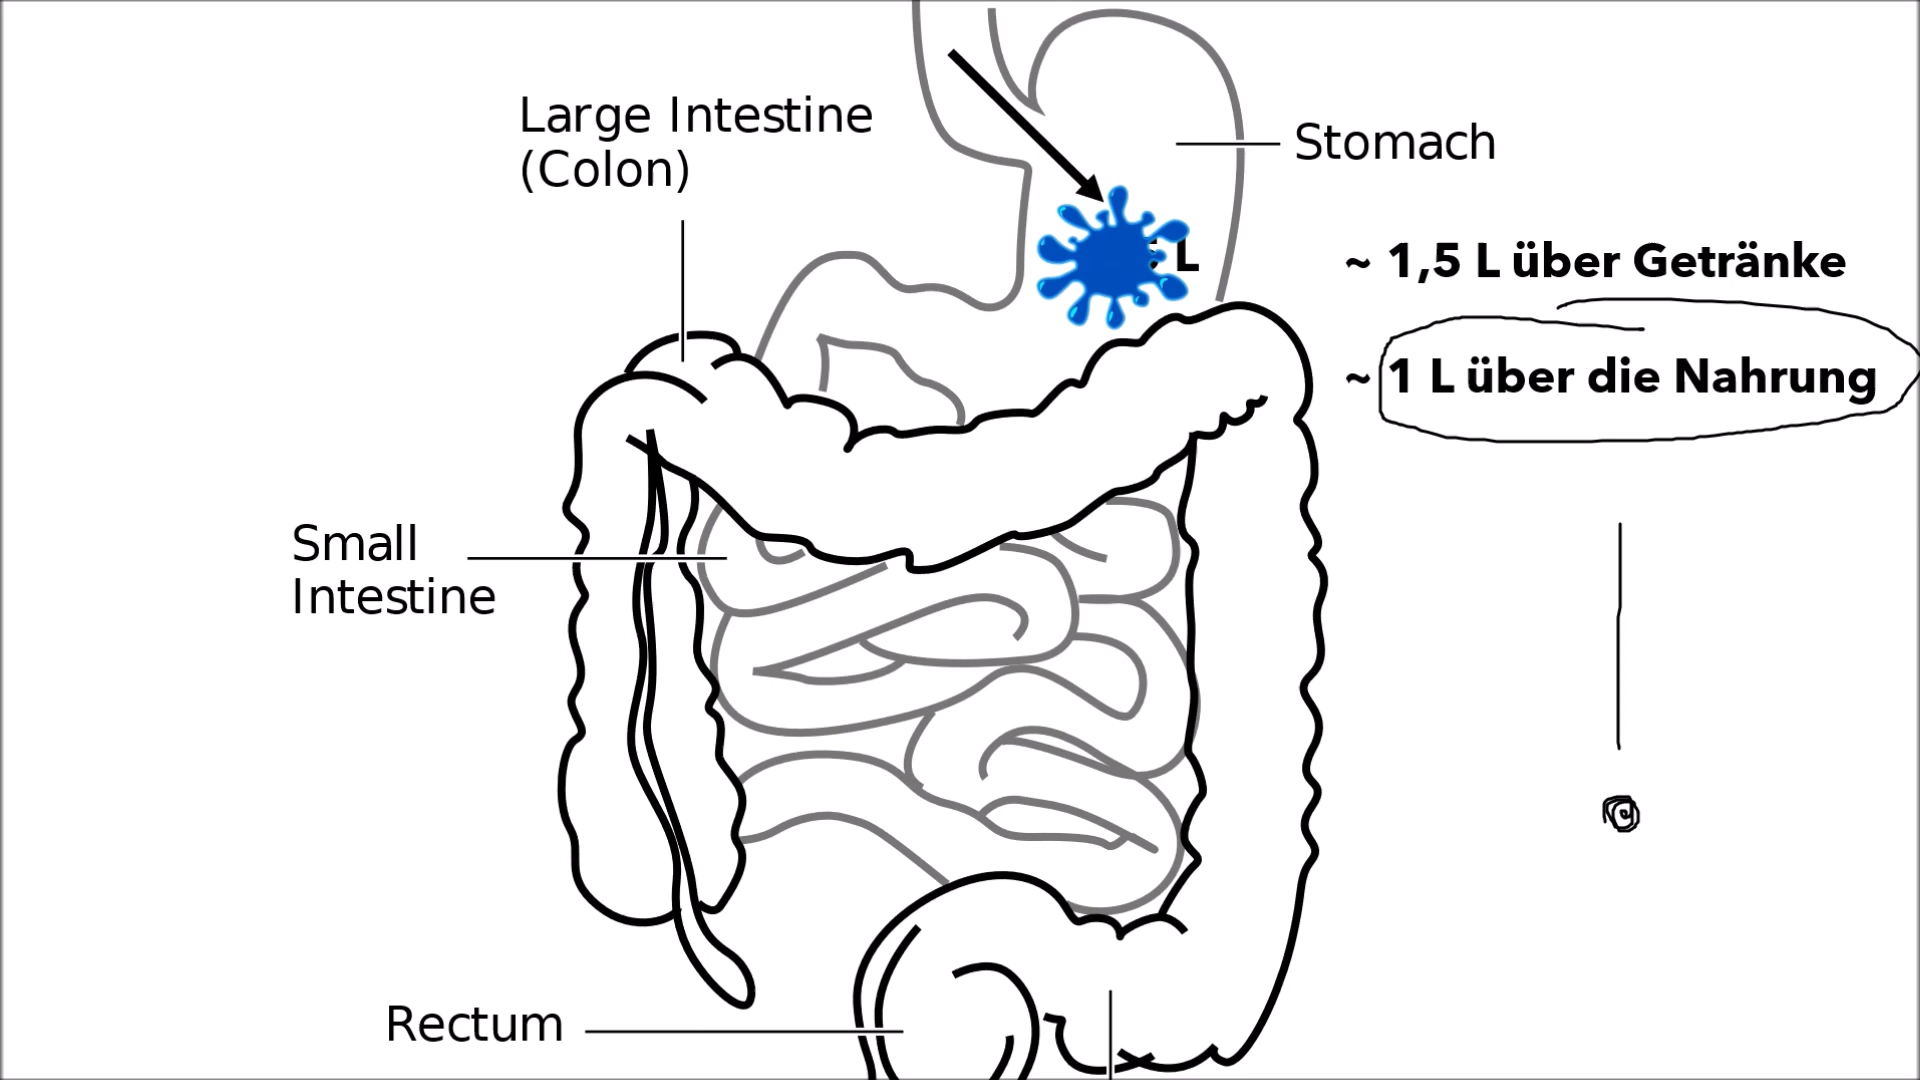 Large Intestine
(Colon)
Stomach
L
~ 1,5 L über Getränke
~ 1 L über die Nahrung
Small
Intestine
Rectum